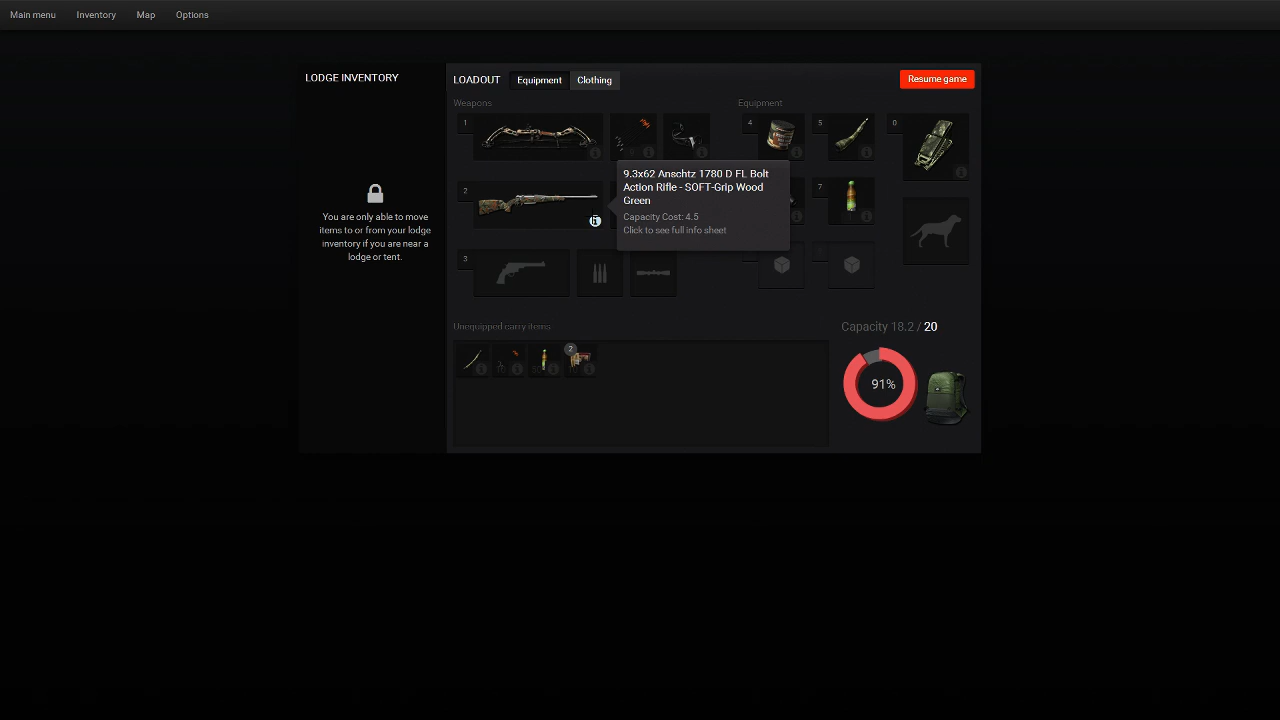 Main menu Inventory Map Options
LODGE INVENTORY
LOADOUT Equipment Clothing Resume game
Weapons Equipment
1 4 5 0
9.3x62 Anschtz 1780 D FL Bolt
Action Rifle - SOFT-Grip Wood
Green
Capacity Cost: 4.5
Click to see full info sheet
2 7
You are only able to move
items to or from your lodge
inventory if you are near a
lodge or tent.
3
Unequipped carry items Capacity 18.2 / 20
2
91%